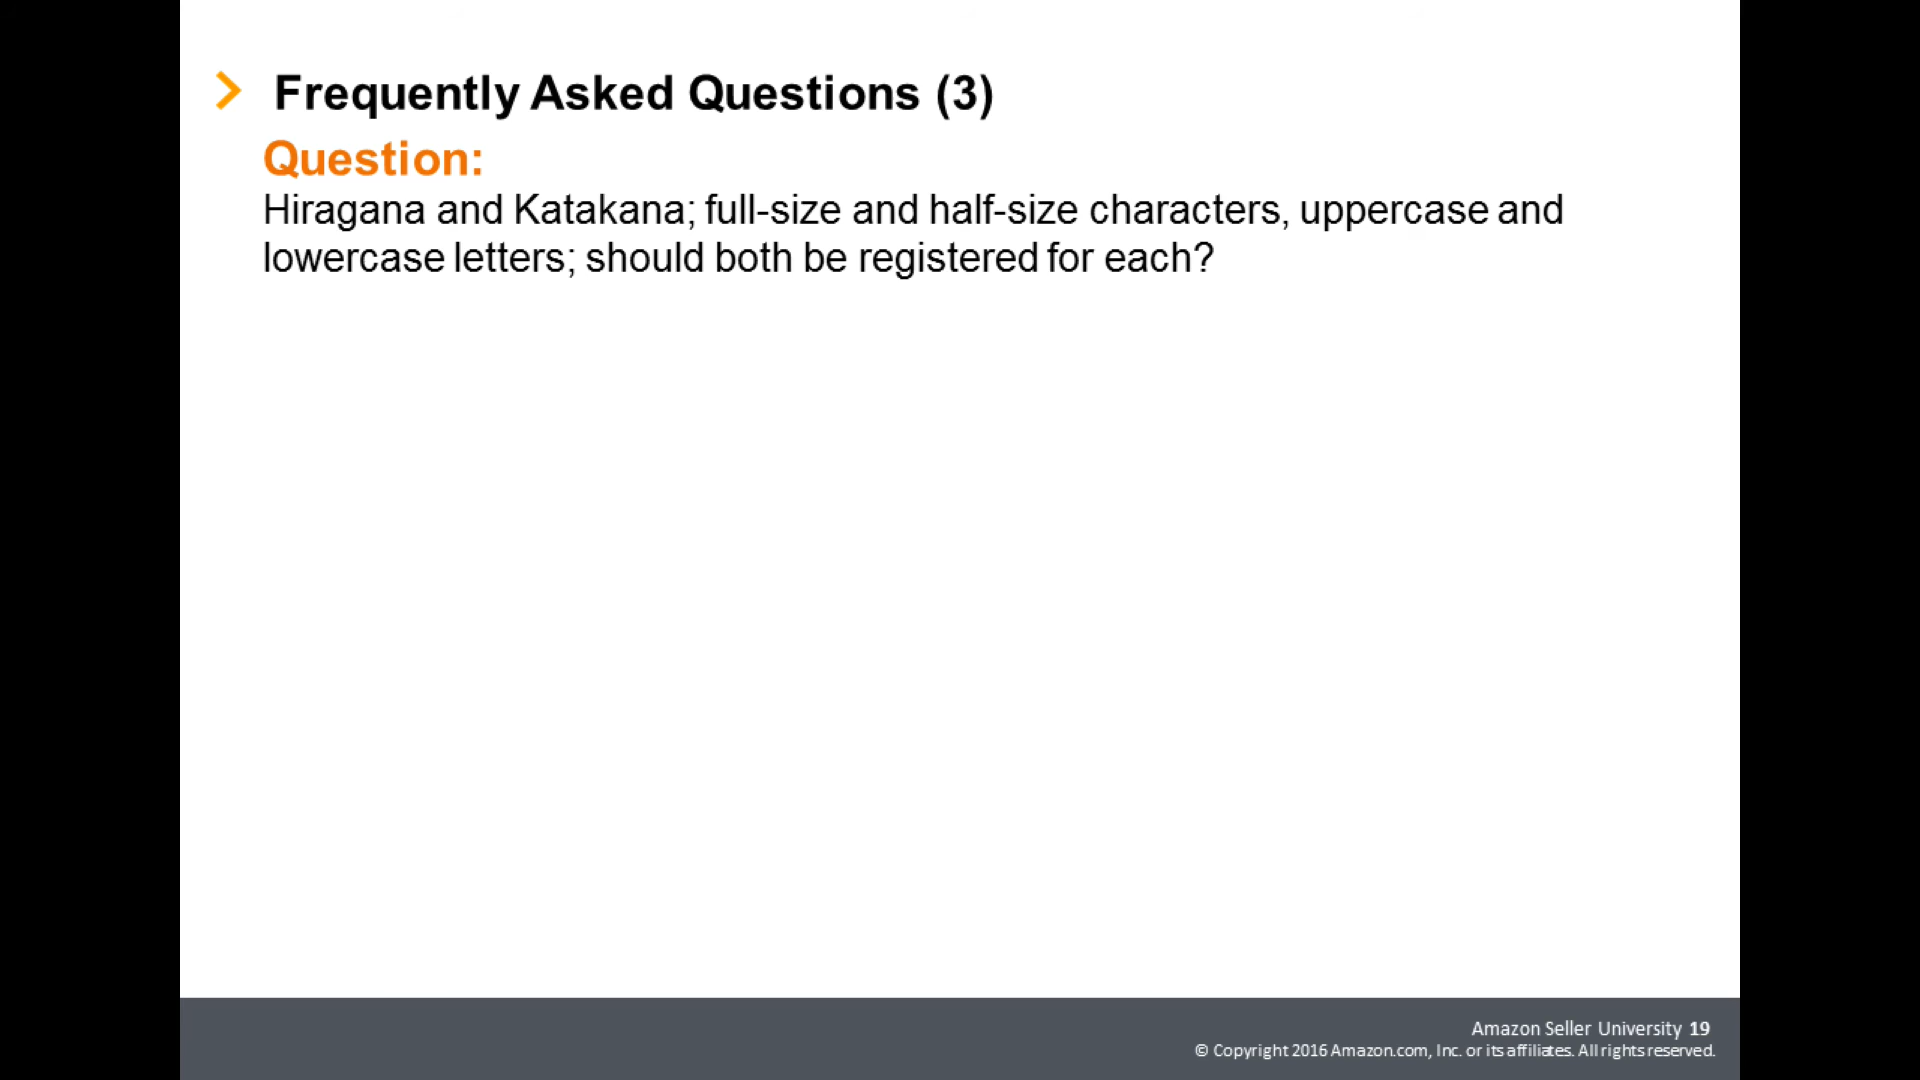 Frequently Asked Questions (3)
Question:
Hiragana and Katakana; full-size and half-size characters, uppercase and
lowercase letters; should both be registered for each?
Amazon Seller University 19
© Copyright 2016 Amazon.com, Inc. or its affiliates. All rights reserved.